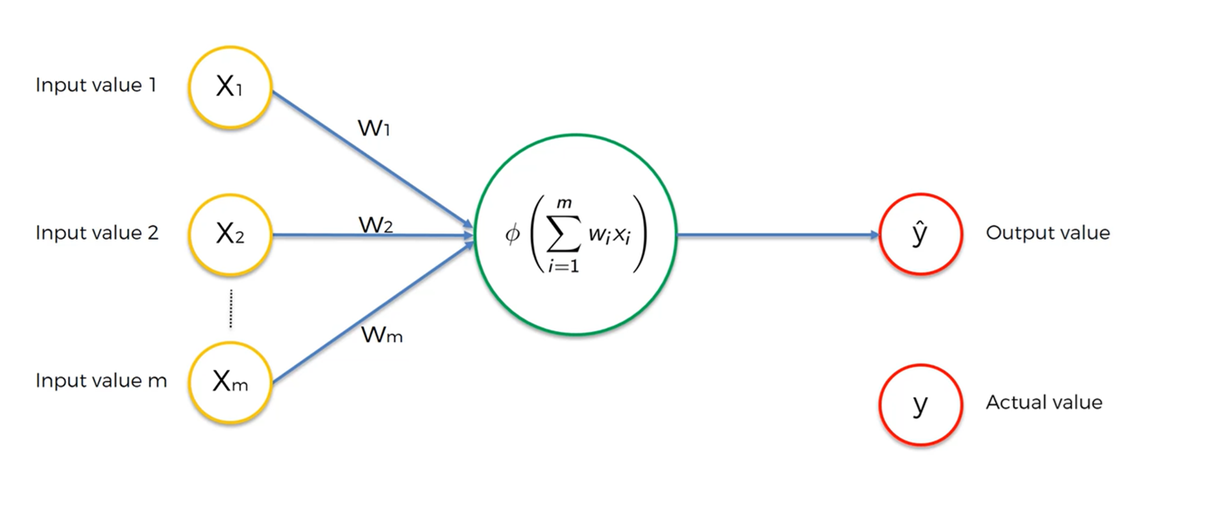 Input value 1
X₁
W₁
Input value 2
X₂
W₂
ϕ(∑ᵢ₌₁ᵐ wᵢxᵢ)
ŷ
Output value
Wₘ
Input value m
Xₘ
y
Actual value